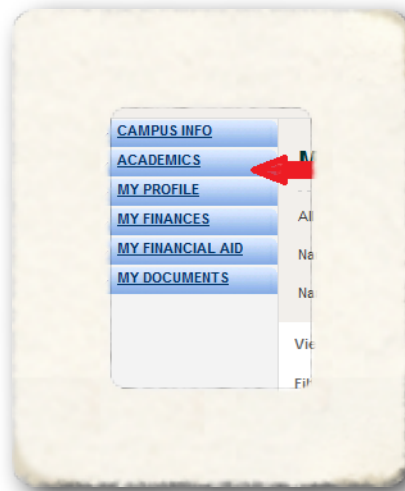 CAMPUS INFO
ACADEMICS
MY PROFILE
MY FINANCES
MY FINANCIAL AID
MY DOCUMENTS